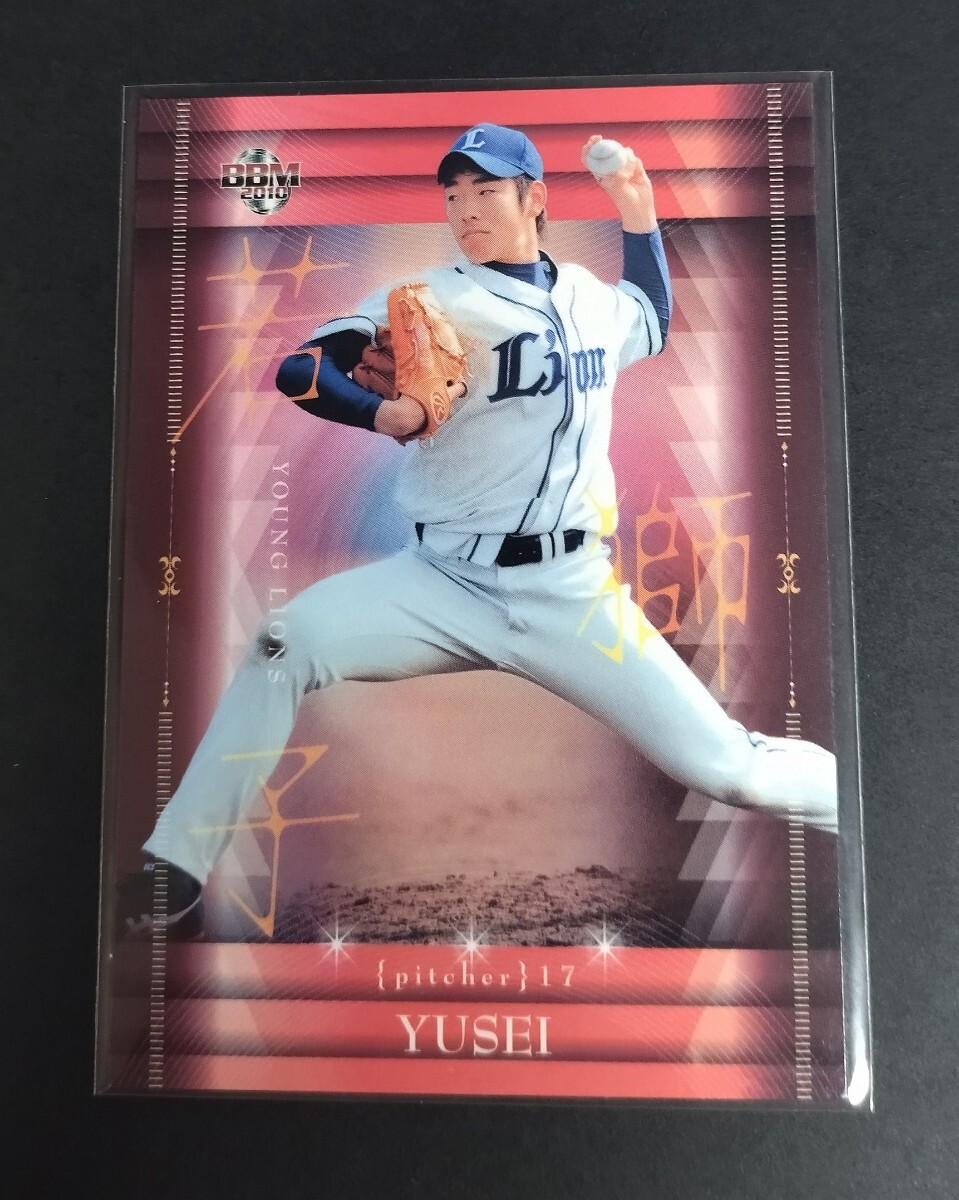 BBM
2010
L
Lions
若
獅
子
YOUNG LIONS
{pitcher}17
YUSEI